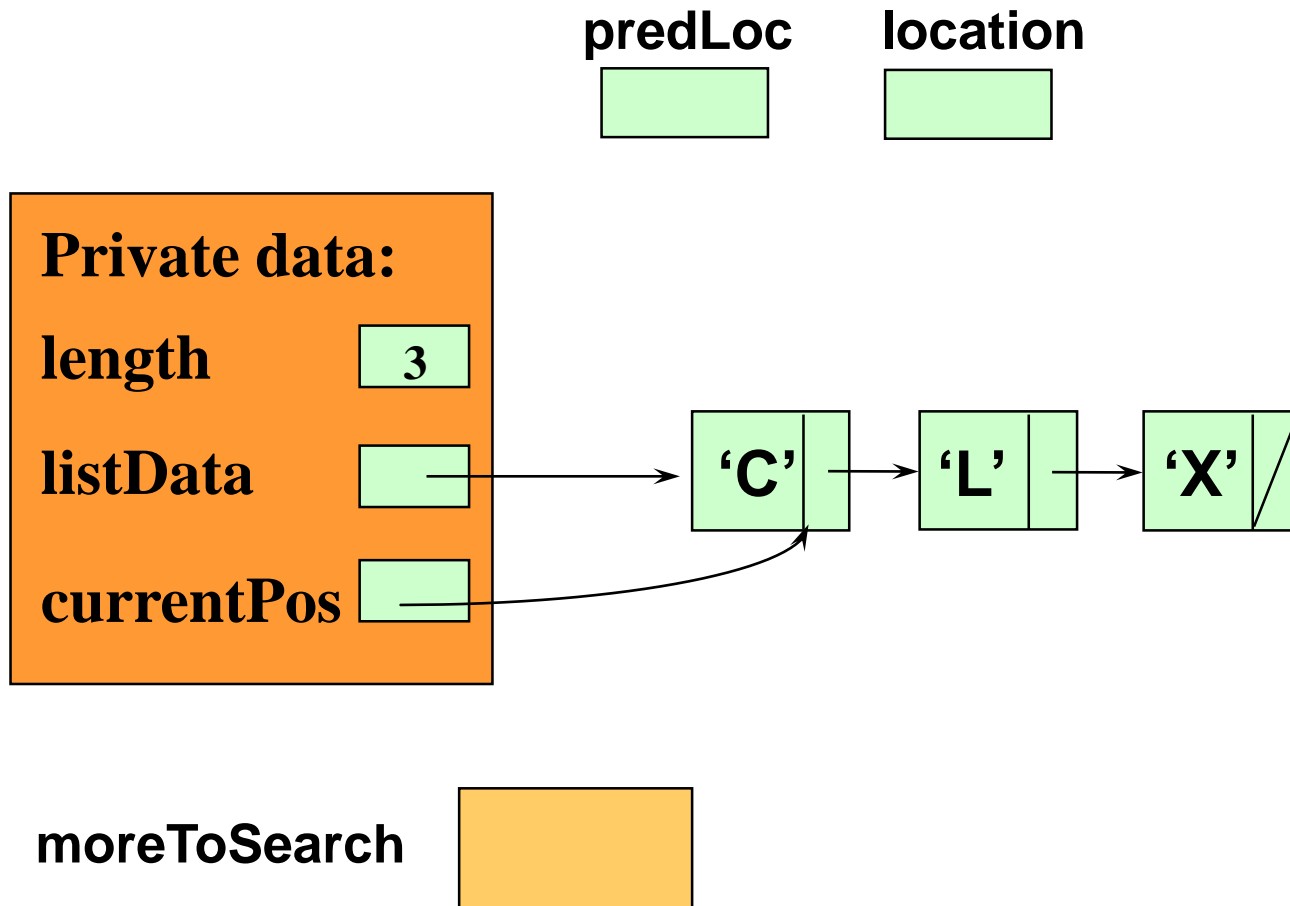 predLoc location
Private data:
length 3
listData
‘C’ ‘L’ ‘X’
currentPos
moreToSearch